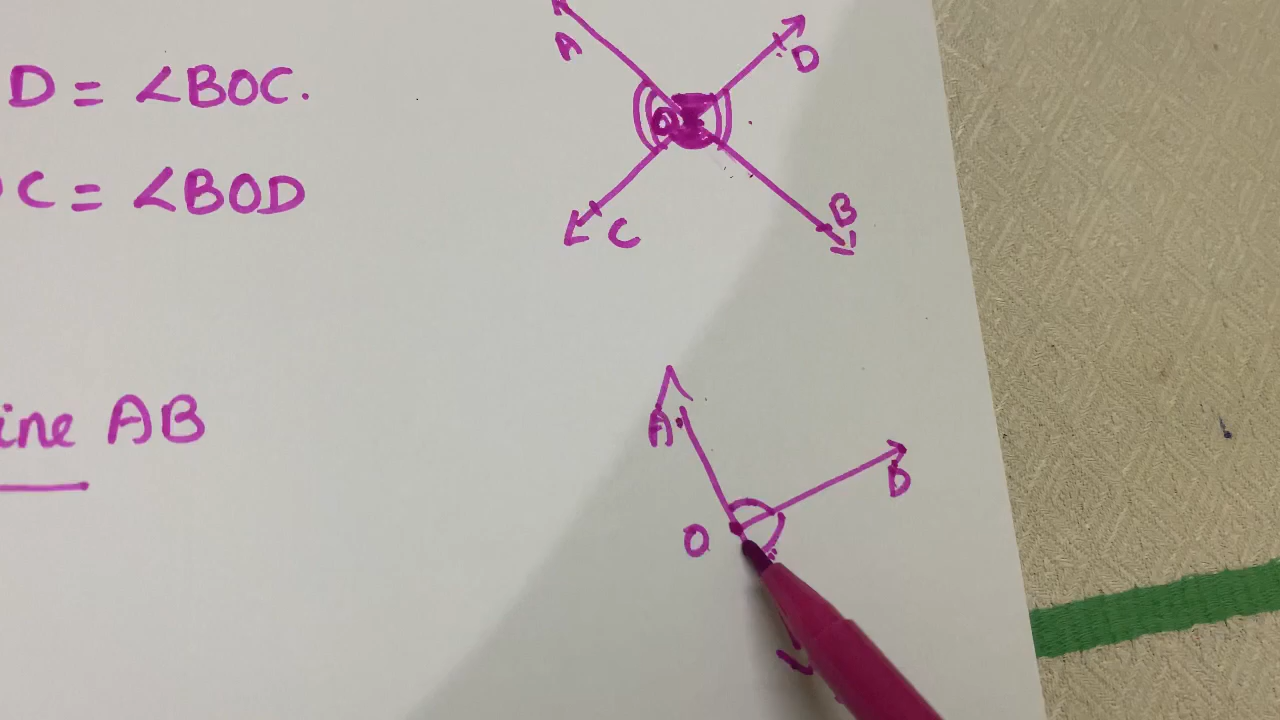 D = ∠BOC.
C = ∠BOD
ine AB
A
D
O
C
B
A
D
O